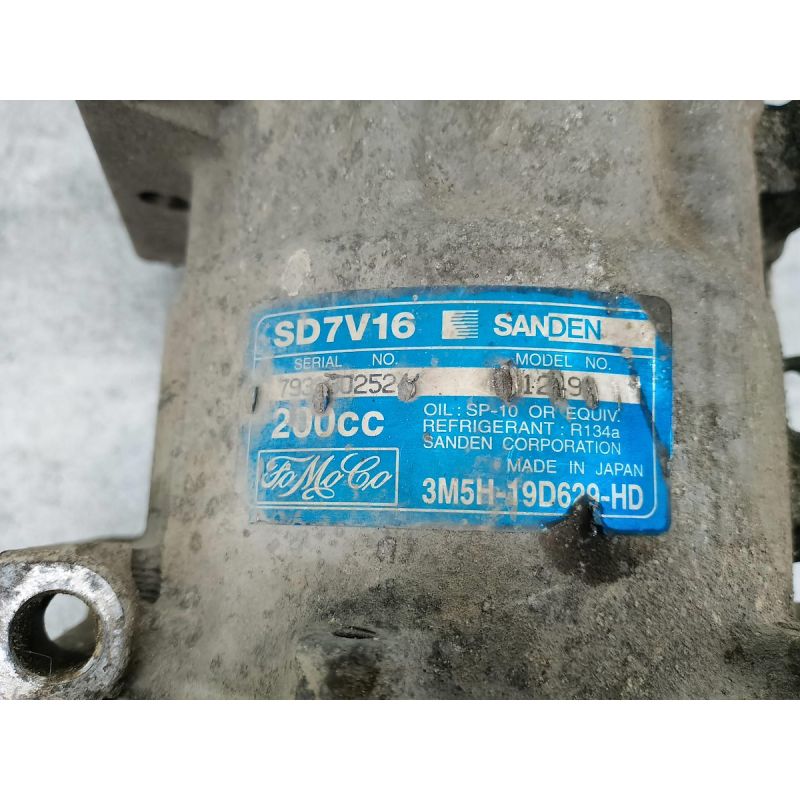 SD7V16 SANDEN
SERIAL NO. MODEL NO.
200cc OIL: SP-10 OR EQUIV.
REFRIGERANT: R134a
SANDEN CORPORATION
FoMoCo MADE IN JAPAN
3M5H-19D629-HD